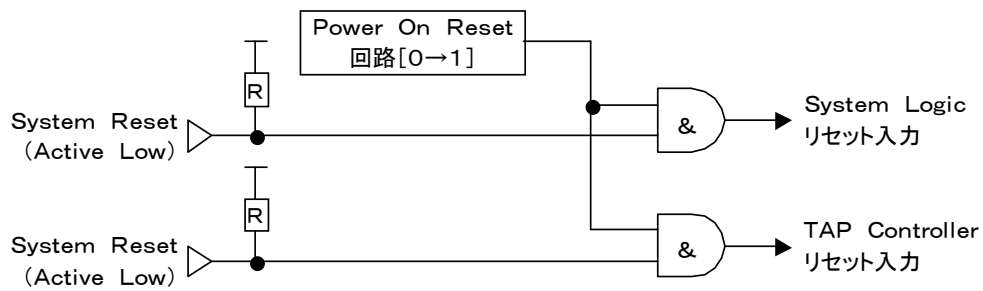 Power On Reset
回路[0→1]
R
System Reset
(Active Low)
&
System Logic
リセット入力
R
System Reset
(Active Low)
&
TAP Controller
リセット入力